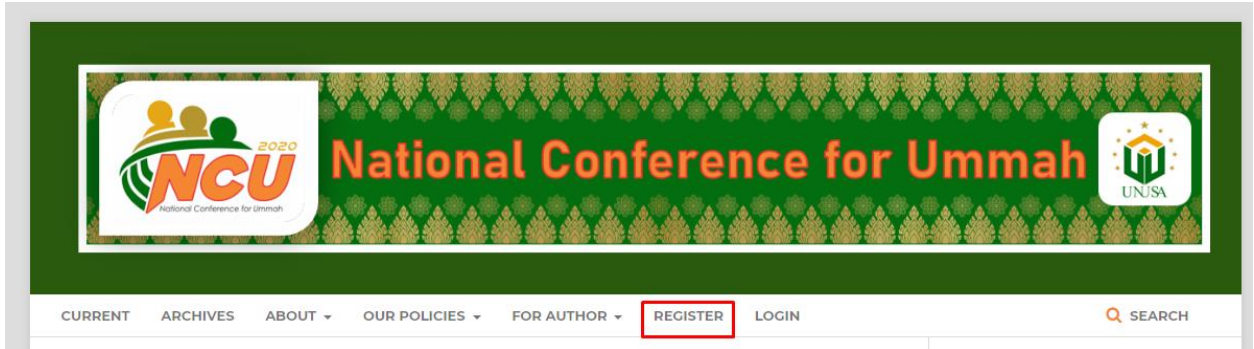 2020
NCU
National Conference for Ummah
National Conference for Ummah
UNUSA
CURRENT ARCHIVES ABOUT OUR POLICIES FOR AUTHOR REGISTER LOGIN SEARCH